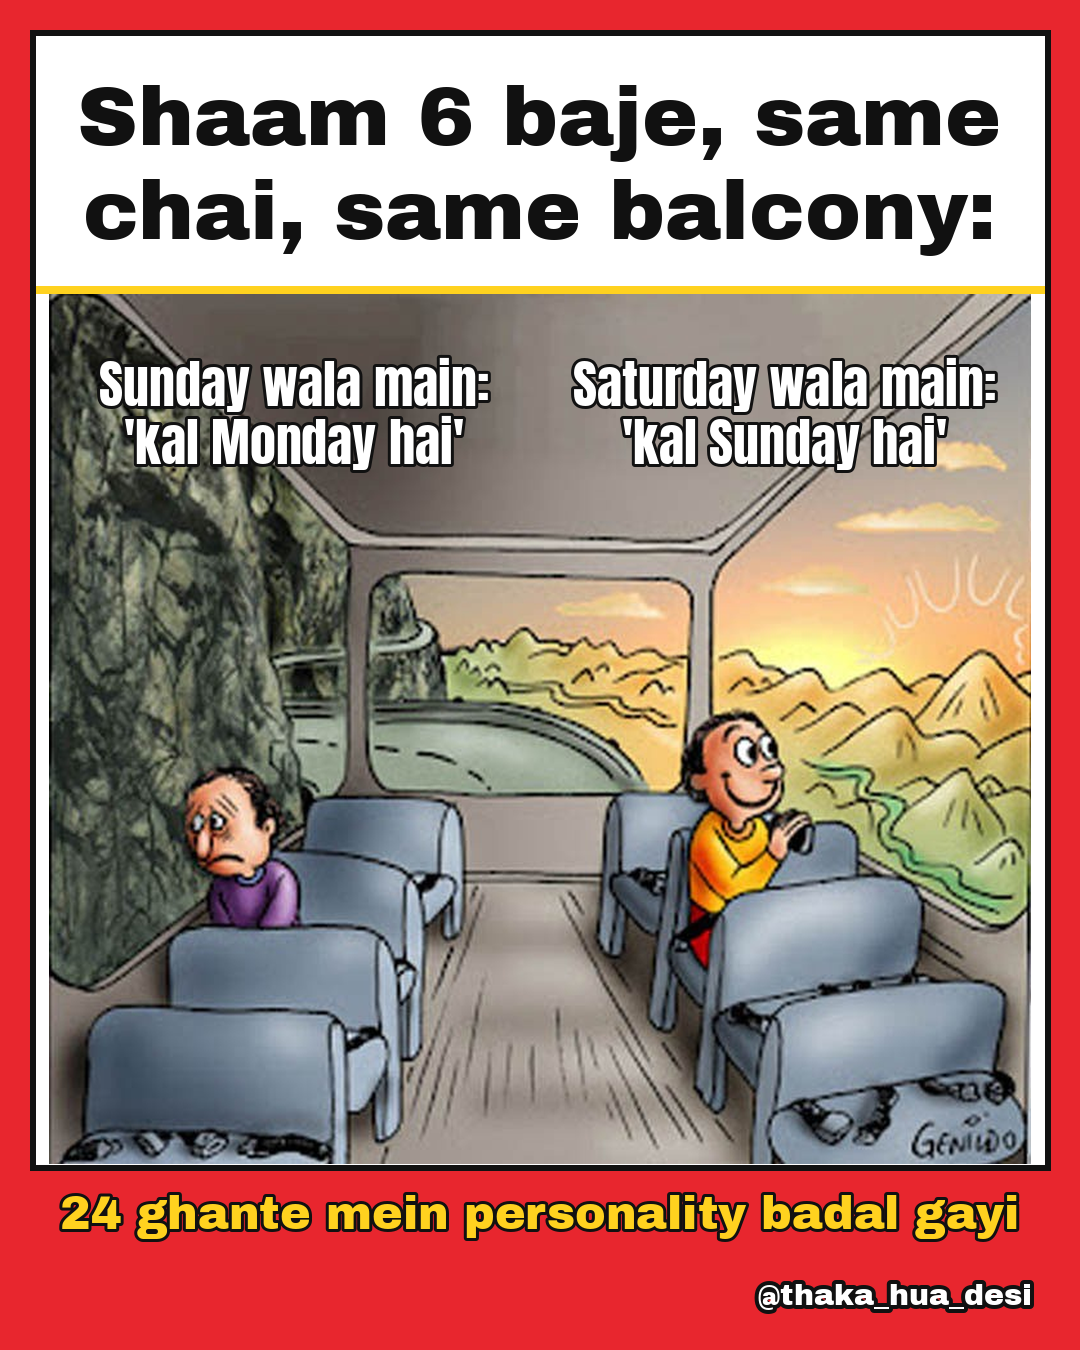 Shaam 6 baje, same
chai, same balcony:
Sunday wala main:
'kal Monday hai'
Saturday wala main:
'kal Sunday hai'
GENILDO
24 ghante mein personality badal gayi
@thaka_hua_desi